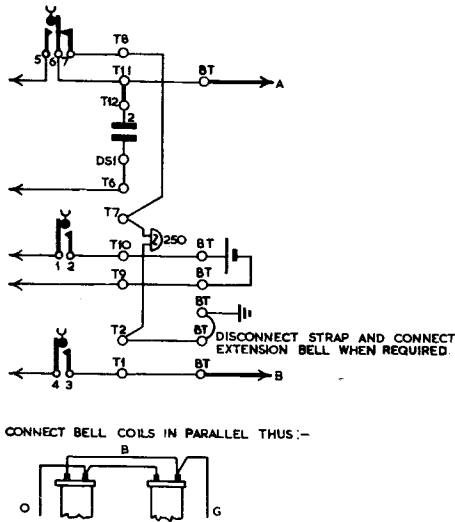 T8
5 6 7
T11
BT
A
T12
2
DS1
T6
T7
250
T10
BT
1 2
T9
BT
BT
T2
BT
DISCONNECT STRAP AND CONNECT
EXTENSION BELL WHEN REQUIRED.
T1
BT
B
4 3
CONNECT BELL COILS IN PARALLEL THUS:-
B
O
G